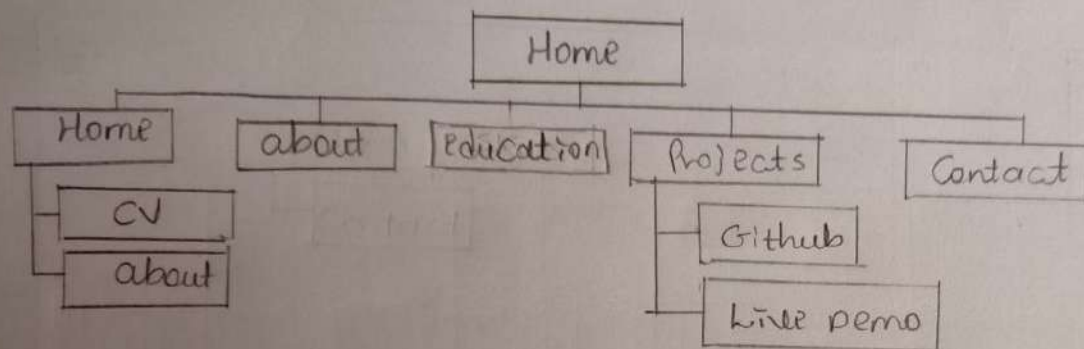 Home
Home
about
education
Projects
Contact
CV
about
Github
Live Demo